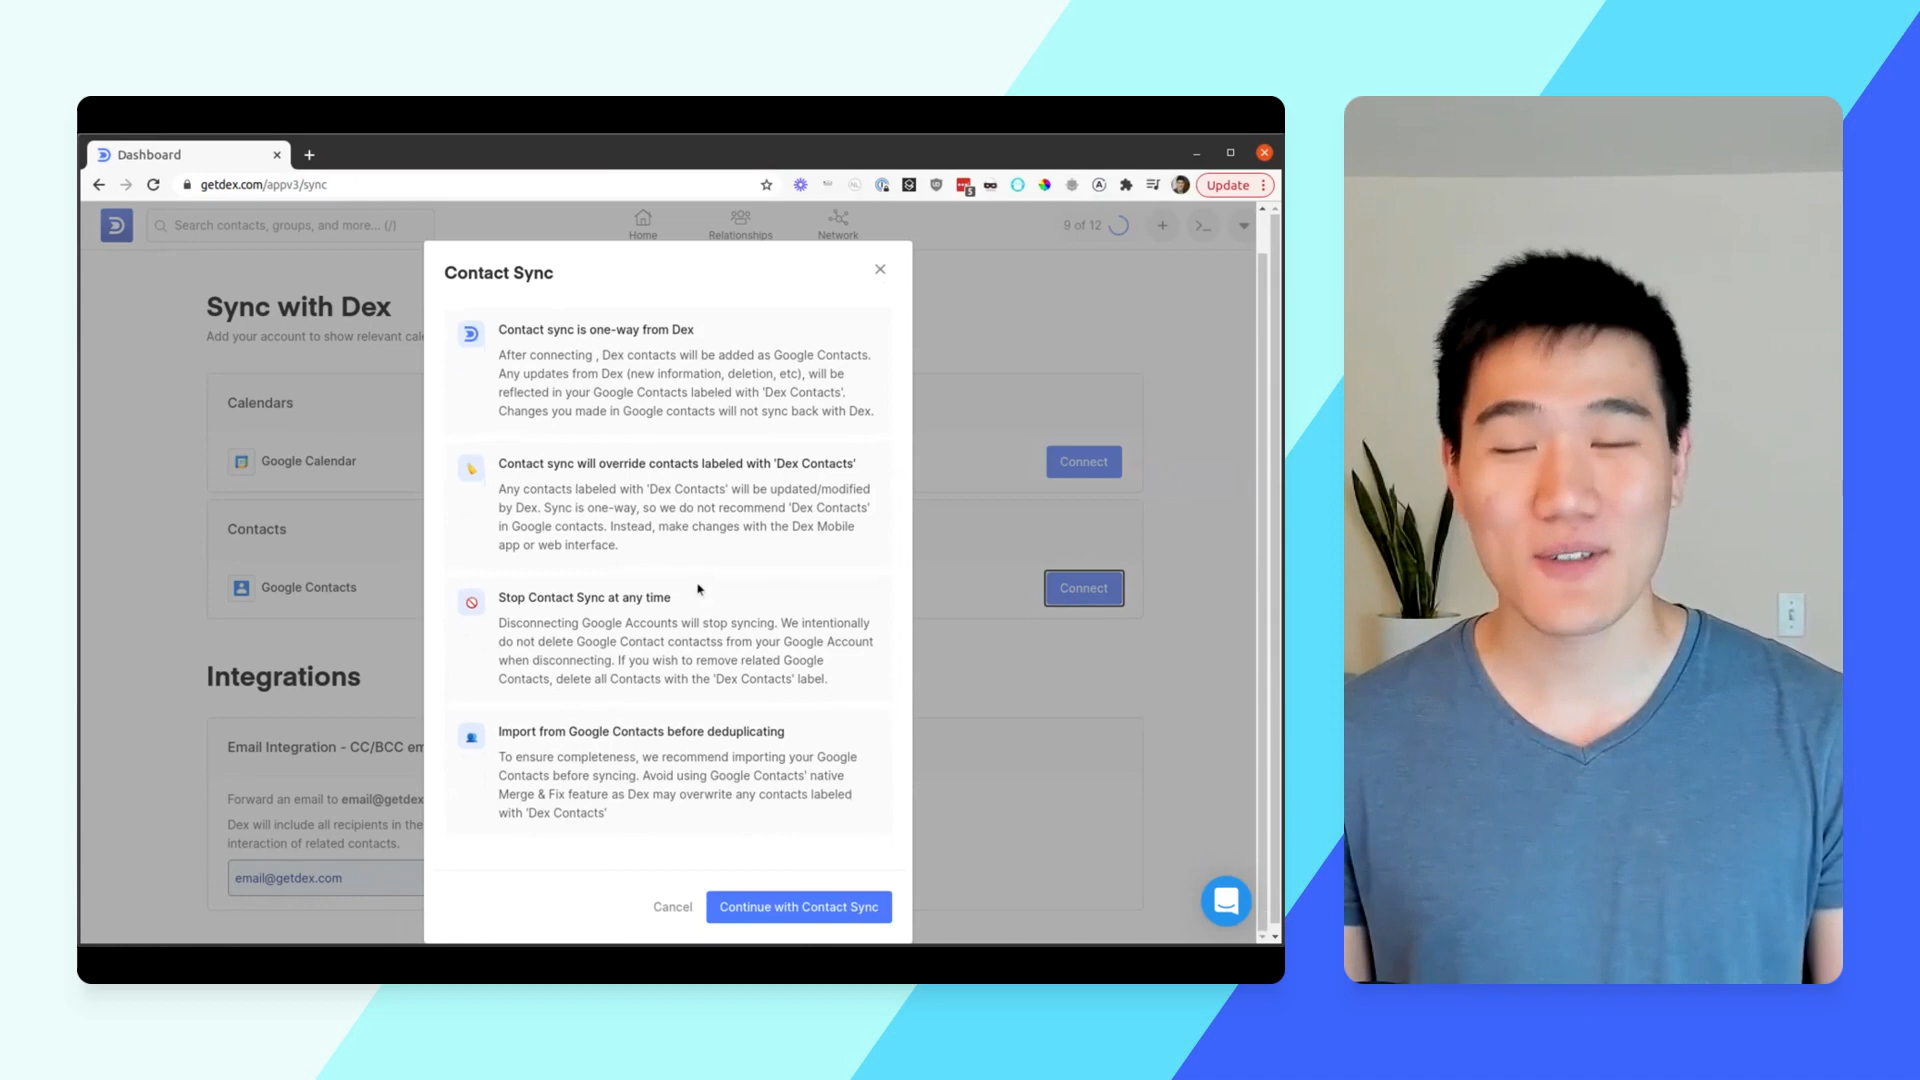 Dashboard
getdex.com/appv3/sync
Update
Search contacts, groups, and more... (/)
Home
Relationships
Network
9 of 12
Sync with Dex
Add your account to show relevant cal
Calendars
Google Calendar
Connect
Contacts
Google Contacts
Connect
Integrations
Email Integration - CC/BCC em
Forward an email to email@getdex
Dex will include all recipients in the
interaction of related contacts.
email@getdex.com
Contact Sync
Contact sync is one-way from Dex
After connecting , Dex contacts will be added as Google Contacts.
Any updates from Dex (new information, deletion, etc), will be
reflected in your Google Contacts labeled with 'Dex Contacts'.
Changes you made in Google contacts will not sync back with Dex.
Contact sync will override contacts labeled with 'Dex Contacts'
Any contacts labeled with 'Dex Contacts' will be updated/modified
by Dex. Sync is one-way, so we do not recommend 'Dex Contacts'
in Google contacts. Instead, make changes with the Dex Mobile
app or web interface.
Stop Contact Sync at any time
Disconnecting Google Accounts will stop syncing. We intentionally
do not delete Google Contact contactss from your Google Account
when disconnecting. If you wish to remove related Google
Contacts, delete all Contacts with the 'Dex Contacts' label.
Import from Google Contacts before deduplicating
To ensure completeness, we recommend importing your Google
Contacts before syncing. Avoid using Google Contacts' native
Merge & Fix feature as Dex may overwrite any contacts labeled
with 'Dex Contacts'
Cancel
Continue with Contact Sync